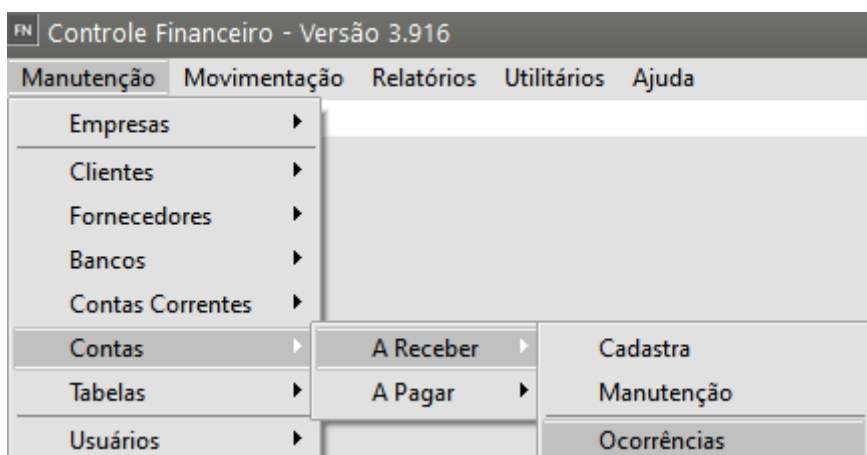 FN Controle Financeiro - Versão 3.916
Manutenção Movimentação Relatórios Utilitários Ajuda
Empresas
Clientes
Fornecedores
Bancos
Contas Correntes
Contas A Receber Cadastra
Tabelas A Pagar Manutenção
Usuários Ocorrências